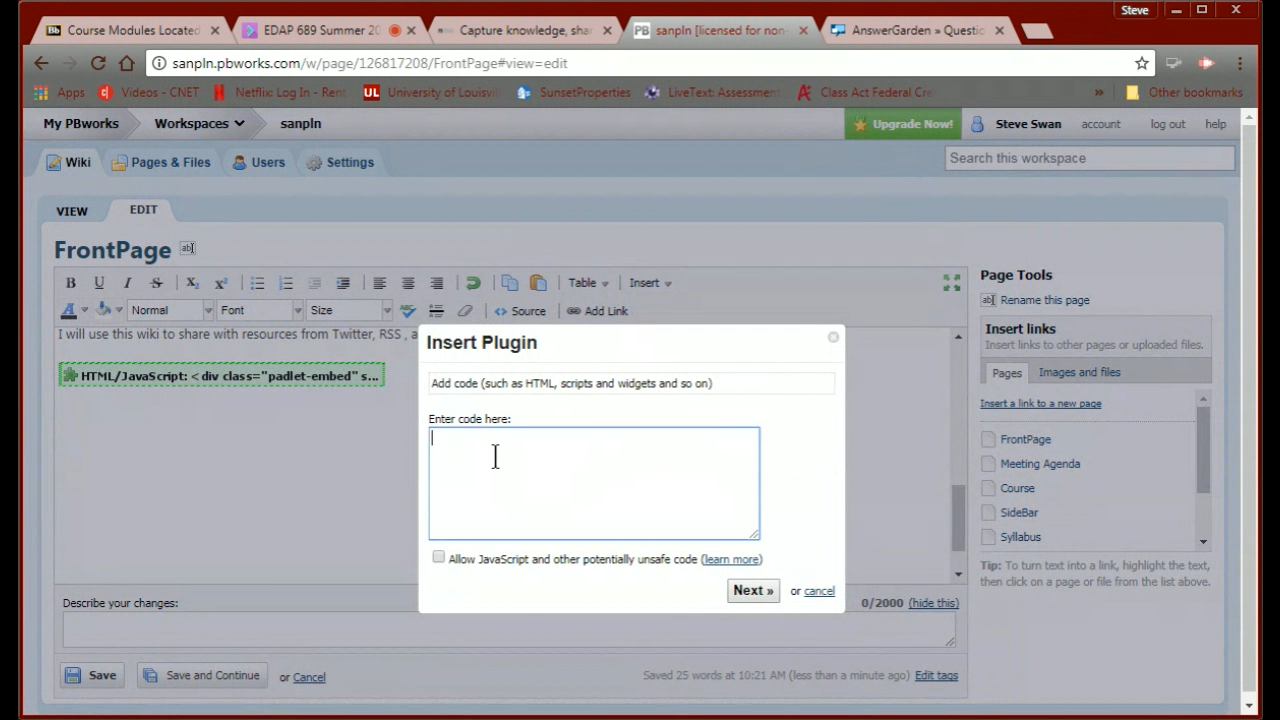 Steve
Bb Course Modules Located
EDAP 689 Summer 20
Capture knowledge, shar
PB sanpln [licensed for non-
AnswerGarden » Questio
sanpln.pbworks.com/w/page/126817208/FrontPage#view=edit
Apps
Videos - CNET
Netflix: Log In - Rent
UL University of Louisvil
SunsetProperties
LiveText: Assessment
Class Act Federal Cre
»
Other bookmarks
My PBworks
Workspaces
sanpln
Upgrade Now!
Steve Swan
account
log out
help
Wiki
Pages & Files
Users
Settings
Search this workspace
VIEW
EDIT
FrontPage
B U I S X₂ X² Table Insert
A Normal Font Size Source Add Link
I will use this wiki to share with resources from Twitter, RSS , a
HTML/JavaScript: < div class="padlet-embed" s...
Insert Plugin
Add code (such as HTML, scripts and widgets and so on)
Enter code here:
Allow JavaScript and other potentially unsafe code (learn more)
Next » or cancel
Page Tools
Rename this page
Insert links
Insert links to other pages or uploaded files.
Pages
Images and files
Insert a link to a new page
FrontPage
Meeting Agenda
Course
SideBar
Syllabus
Tip: To turn text into a link, highlight the text,
then click on a page or file from the list above.
Describe your changes:
0/2000 (hide this)
Save
Save and Continue
or Cancel
Saved 25 words at 10:21 AM (less than a minute ago)
Edit tags